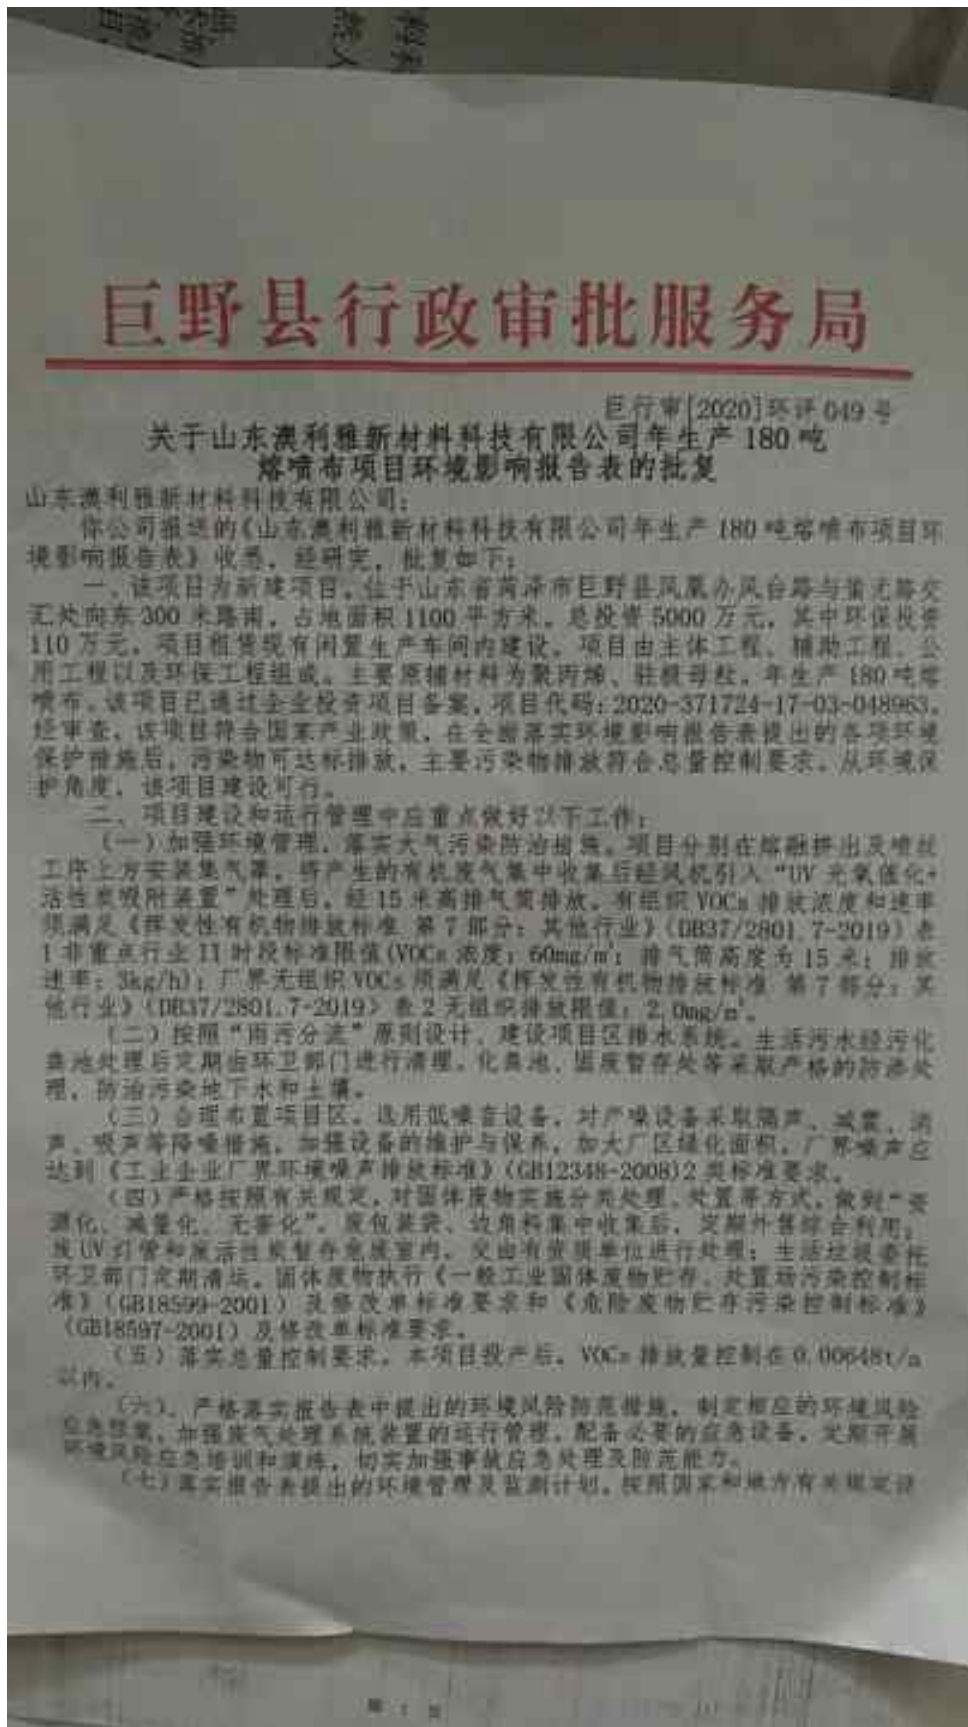 巨野县行政审批服务局
巨行审[2020]环评 049 号
关于山东澳利雅新材料科技有限公司年生产 180 吨
熔喷布项目环境影响报告表的批复
山东澳利雅新材料科技有限公司：
你公司报送的《山东澳利雅新材料科技有限公司年生产 180 吨熔喷布项目环
境影响报告表》收悉，经研究，批复如下：
一、该项目为新建项目，位于山东省菏泽市巨野县凤凰办凤台路与 路交
汇处向东 300 米路南，占地面积 1100 平方米，总投资 5000 万元，其中环保投资
110 万元，项目租赁现有闲置生产车间内建设。项目由主体工程、辅助工程、公
用工程以及环保工程组成。主要原辅材料为聚丙烯、驻极母粒，年生产 180 吨熔
喷布。该项目已通过企业投资项目备案，项目代码：2020-371724-17-03-048963。
经审查，该项目符合国家产业政策，在全面落实环境影响报告表提出的各项环境
保护措施后，污染物可达标排放，主要污染物排放符合总量控制要求。从环境保
护角度，该项目建设可行。
二、项目建设和运行管理中应重点做好以下工作：
（一）加强环境管理，落实大气污染防治措施。项目分别在熔融挤出及喷丝
工序上方安装集气罩，将产生的有机废气集中收集后经风机引入“UV 光氧催化+
活性炭吸附装置”处理后，经 15 米高排气筒排放，有组织 VOCs 排放浓度和速率
须满足《挥发性有机物排放标准 第 7 部分：其他行业》（DB37/2801.7-2019）表
1 非重点行业 II 时段标准限值（VOCs 浓度：60mg/m³；排气筒高度为 15 米；排放
速率：3kg/h）；厂界无组织 VOCs 须满足《挥发性有机物排放标准 第 7 部分：其
他行业》（DB37/2801.7-2019）表 2 无组织排放限值：2.0mg/m³。
（二）按照“雨污分流”原则设计、建设项目区排水系统。生活污水经污化
粪池处理后定期由环卫部门进行清理。化粪池、固废暂存处等采取严格的防渗处
理，防治污染地下水和土壤。
（三）合理布置项目区。选用低噪音设备，对产噪设备采取隔声、减震、消
声、吸声等降噪措施，加强设备的维护与保养，加大厂区绿化面积，厂界噪声应
达到《工业企业厂界环境噪声排放标准》（GB12348-2008）2 类标准要求。
（四）严格按照有关规定，对固体废物实施分类处理、处置等方式，做到“资
源化、减量化、无害化”。废包装袋、边角料集中收集后，定期外售综合利用；
废 UV 灯管和废活性炭暂存危废室内，交由有资质单位进行处理；生活垃圾委托
环卫部门定期清运。固体废物执行《一般工业固体废物贮存、处置场污染控制标
准》（GB18599-2001）及修改单标准要求和《危险废物贮存污染控制标准》
（GB18597-2001）及修改单标准要求。
（五）落实总量控制要求。本项目投产后，VOCs 排放量控制在 0.00648t/a
以内。
（六）、严格落实报告表中提出的环境风险防范措施，制定相应的环境风险
应急预案，加强废气处理系统装置的运行管理，配备必要的应急设备，定期开展
环境风险应急培训和演练，切实加强事故应急处理及防范能力。
（七）落实报告表提出的环境管理及监测计划。按照国家和地方有关规定设